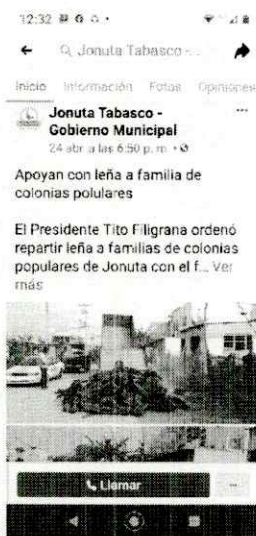 12:32
Jonuta Tabasco - ..
Inicio Información Fotos Opiniones
Jonuta Tabasco -
Gobierno Municipal
24 abr a las 6:50 p. m. •
Apoyan con leña a familia de
colonias polulares
El Presidente Tito Filigrana ordenó
repartir leña a familias de colonias
populares de Jonuta con el f... Ver
más
Llamar